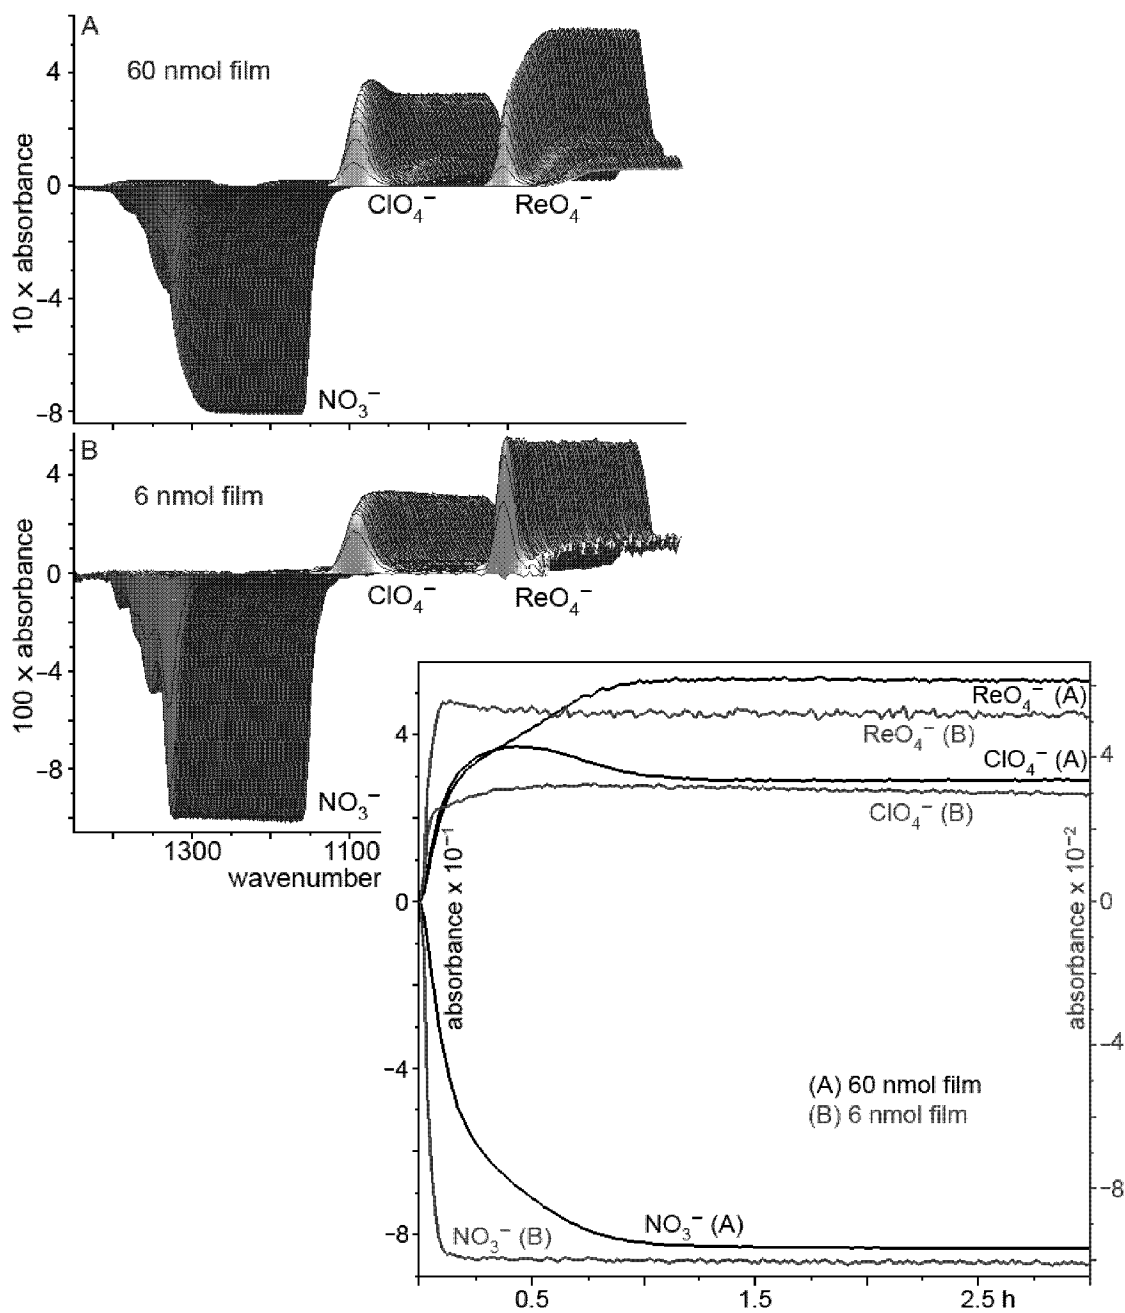 A
60 nmol film
4
0
−4
−8
10 x absorbance
ClO₄⁻
ReO₄⁻
NO₃⁻
B
6 nmol film
4
0
−4
−8
100 x absorbance
ClO₄⁻
ReO₄⁻
NO₃⁻
1300
1100
wavenumber
4
0
−4
−8
absorbance x 10⁻¹
ReO₄⁻ (A)
ReO₄⁻ (B)
ClO₄⁻ (A)
ClO₄⁻ (B)
absorbance x 10⁻²
4
0
−4
−8
(A) 60 nmol film
(B) 6 nmol film
NO₃⁻ (A)
NO₃⁻ (B)
0.5
1.5
2.5 h